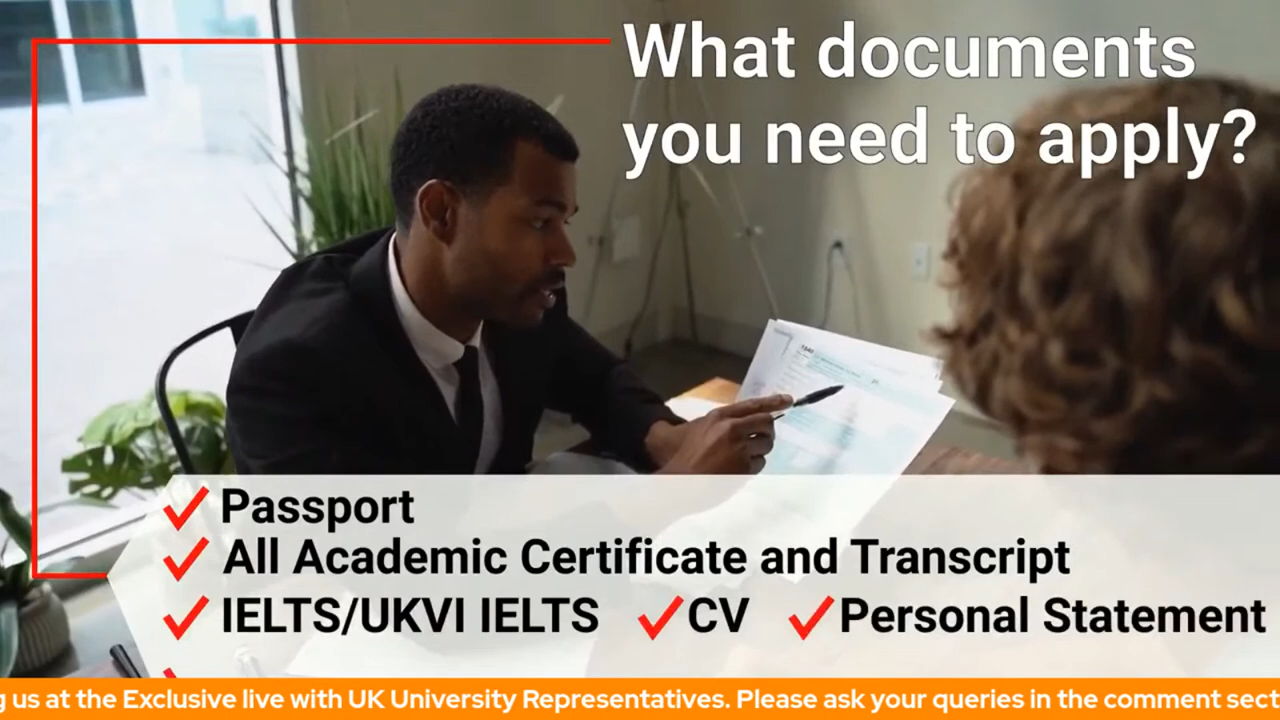 What documents
you need to apply?
Passport
All Academic Certificate and Transcript
IELTS/UKVI IELTS CV Personal Statement
us at the Exclusive live with UK University Representatives. Please ask your queries in the comment